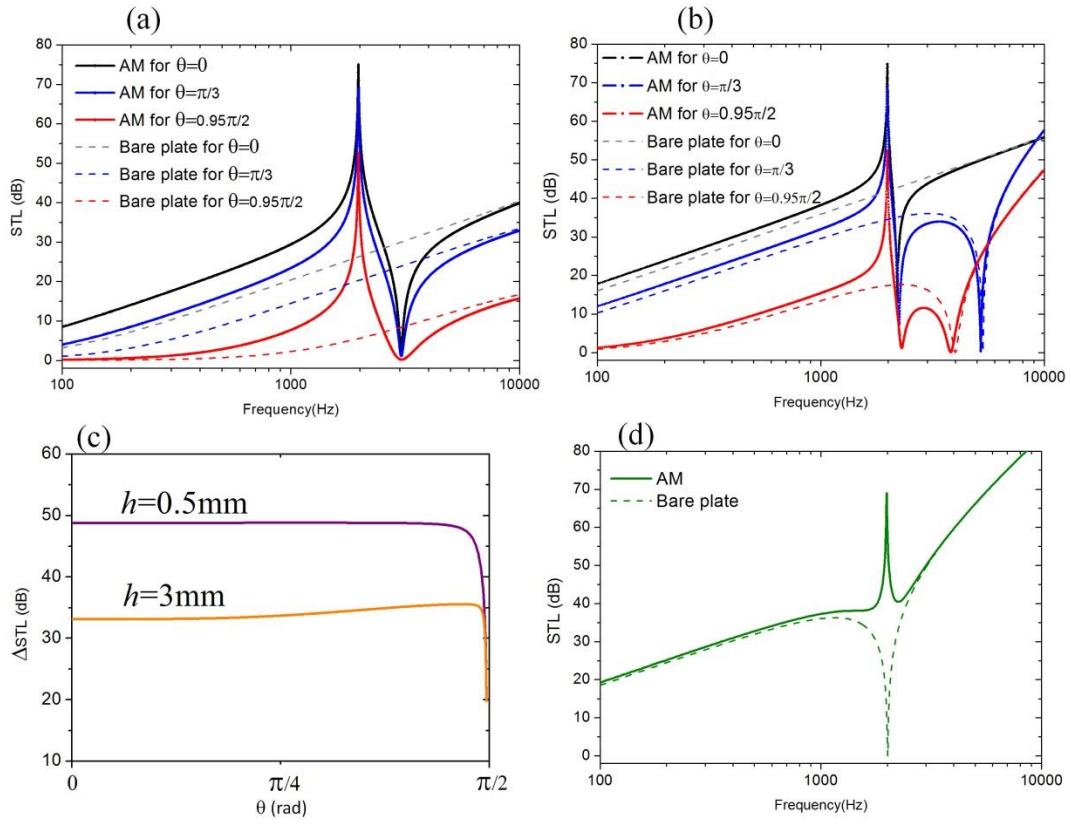 (a)
80
70
60
50
40
30
20
10
0
STL (dB)
AM for θ=0
AM for θ=π/3
AM for θ=0.95π/2
Bare plate for θ=0
Bare plate for θ=π/3
Bare plate for θ=0.95π/2
100 1000 10000
Frequency(Hz)
(b)
80
70
60
50
40
30
20
10
0
STL (dB)
AM for θ=0
AM for θ=π/3
AM for θ=0.95π/2
Bare plate for θ=0
Bare plate for θ=π/3
Bare plate for θ=0.95π/2
100 1000 10000
Frequency(Hz)
(c)
60
50
40
30
20
10
ΔSTL (dB)
h=0.5mm
h=3mm
0 π/4 π/2
θ (rad)
(d)
80
70
60
50
40
30
20
10
0
STL (dB)
AM
Bare plate
100 1000 10000
Frequency(Hz)